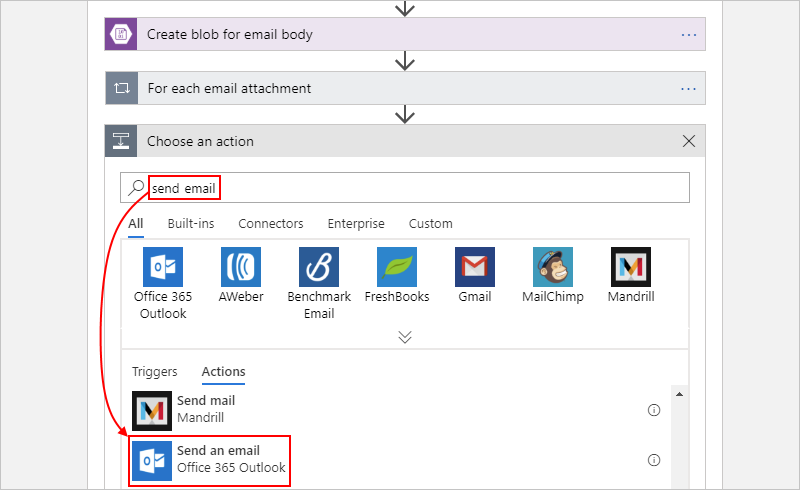 Create blob for email body
For each email attachment
Choose an action
send email
All Built-ins Connectors Enterprise Custom
Office 365 Outlook
AWeber
Benchmark Email
FreshBooks
Gmail
MailChimp
Mandrill
Triggers Actions
Send mail
Mandrill
Send an email
Office 365 Outlook